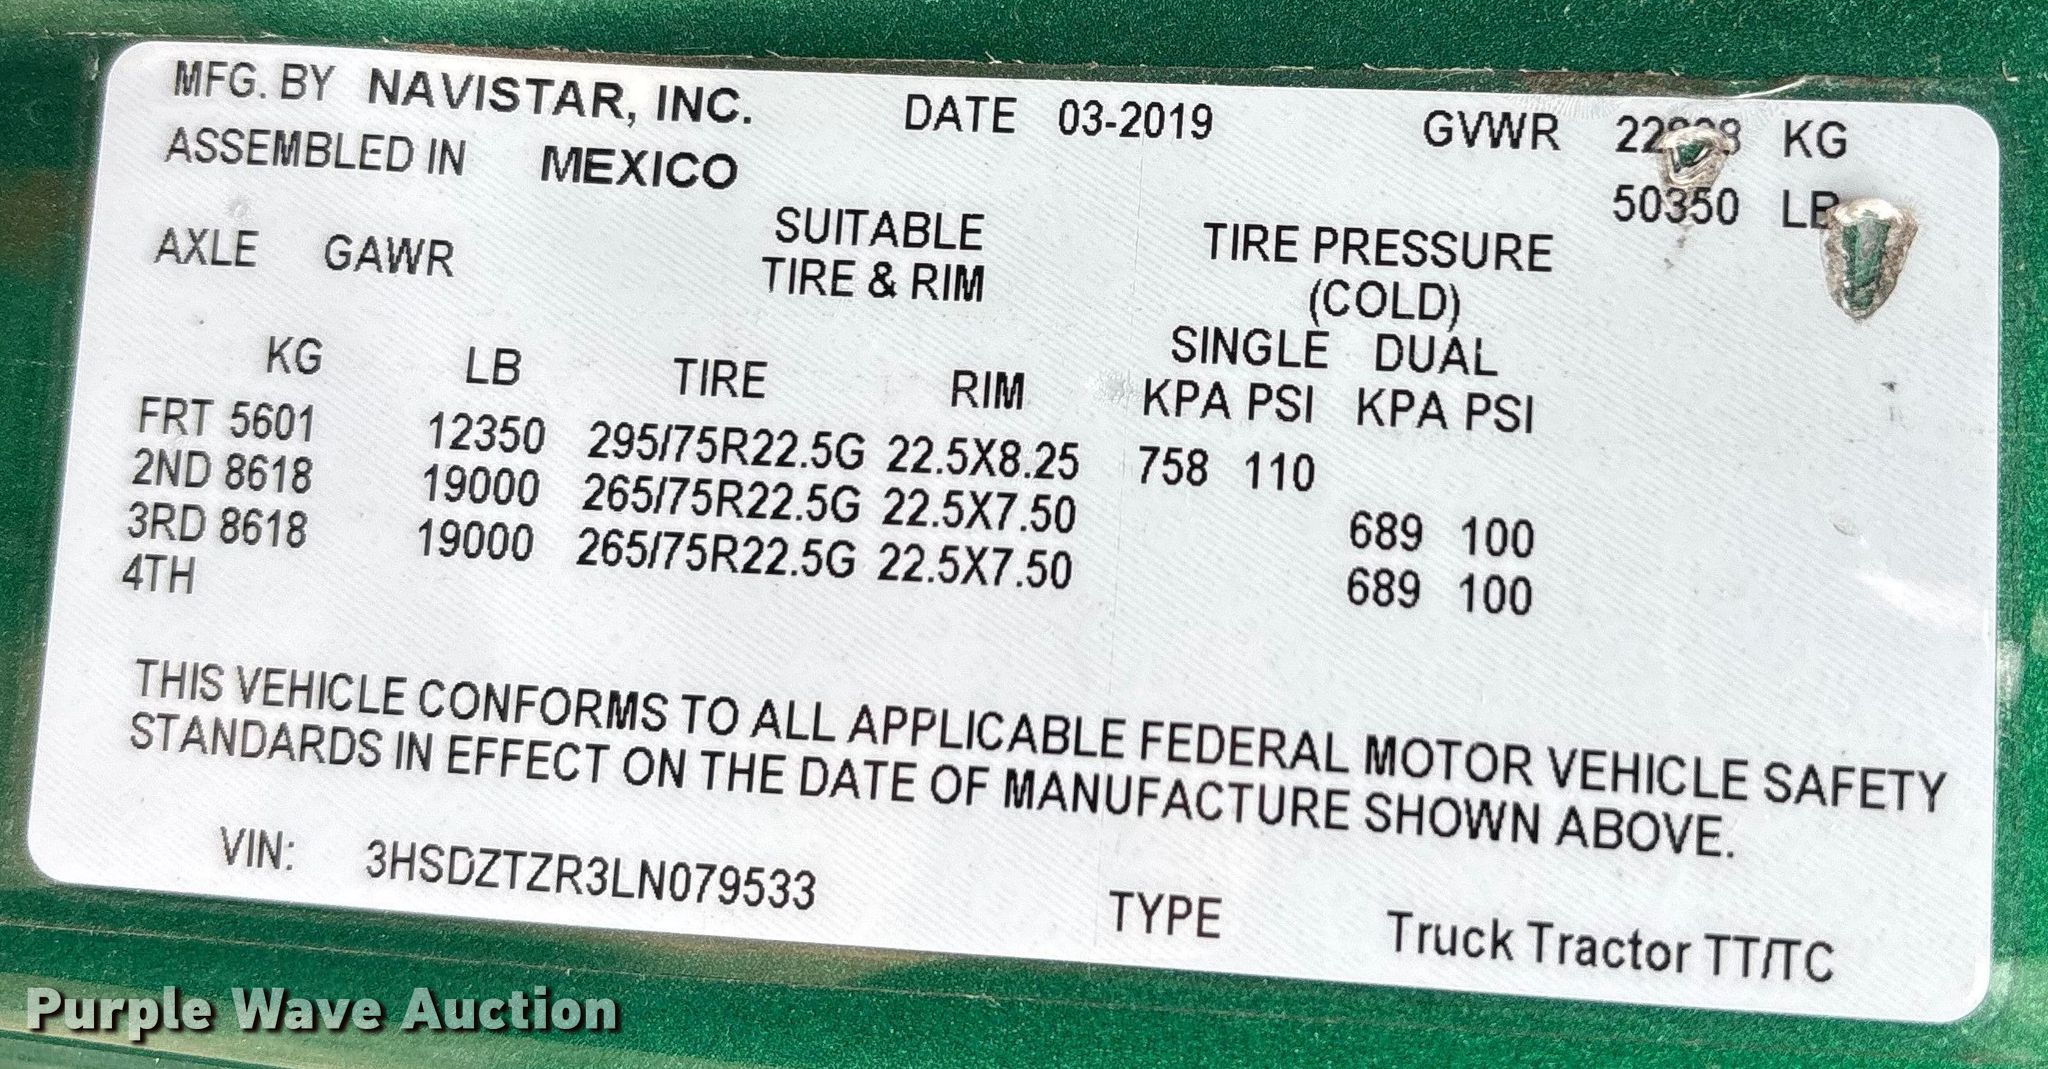 MFG. BY NAVISTAR, INC. DATE 03-2019 GVWR KG
ASSEMBLED IN MEXICO 50350 LB
AXLE GAWR SUITABLE TIRE PRESSURE
TIRE & RIM (COLD)
SINGLE DUAL
KG LB TIRE RIM KPA PSI KPA PSI
FRT 5601 12350 295/75R22.5G 22.5X8.25 758 110
2ND 8618 19000 265/75R22.5G 22.5X7.50 689 100
3RD 8618 19000 265/75R22.5G 22.5X7.50 689 100
4TH
THIS VEHICLE CONFORMS TO ALL APPLICABLE FEDERAL MOTOR VEHICLE SAFETY
STANDARDS IN EFFECT ON THE DATE OF MANUFACTURE SHOWN ABOVE.
VIN: 3HSDZTZR3LN079533 TYPE Truck Tractor TT/TC
Purple Wave Auction